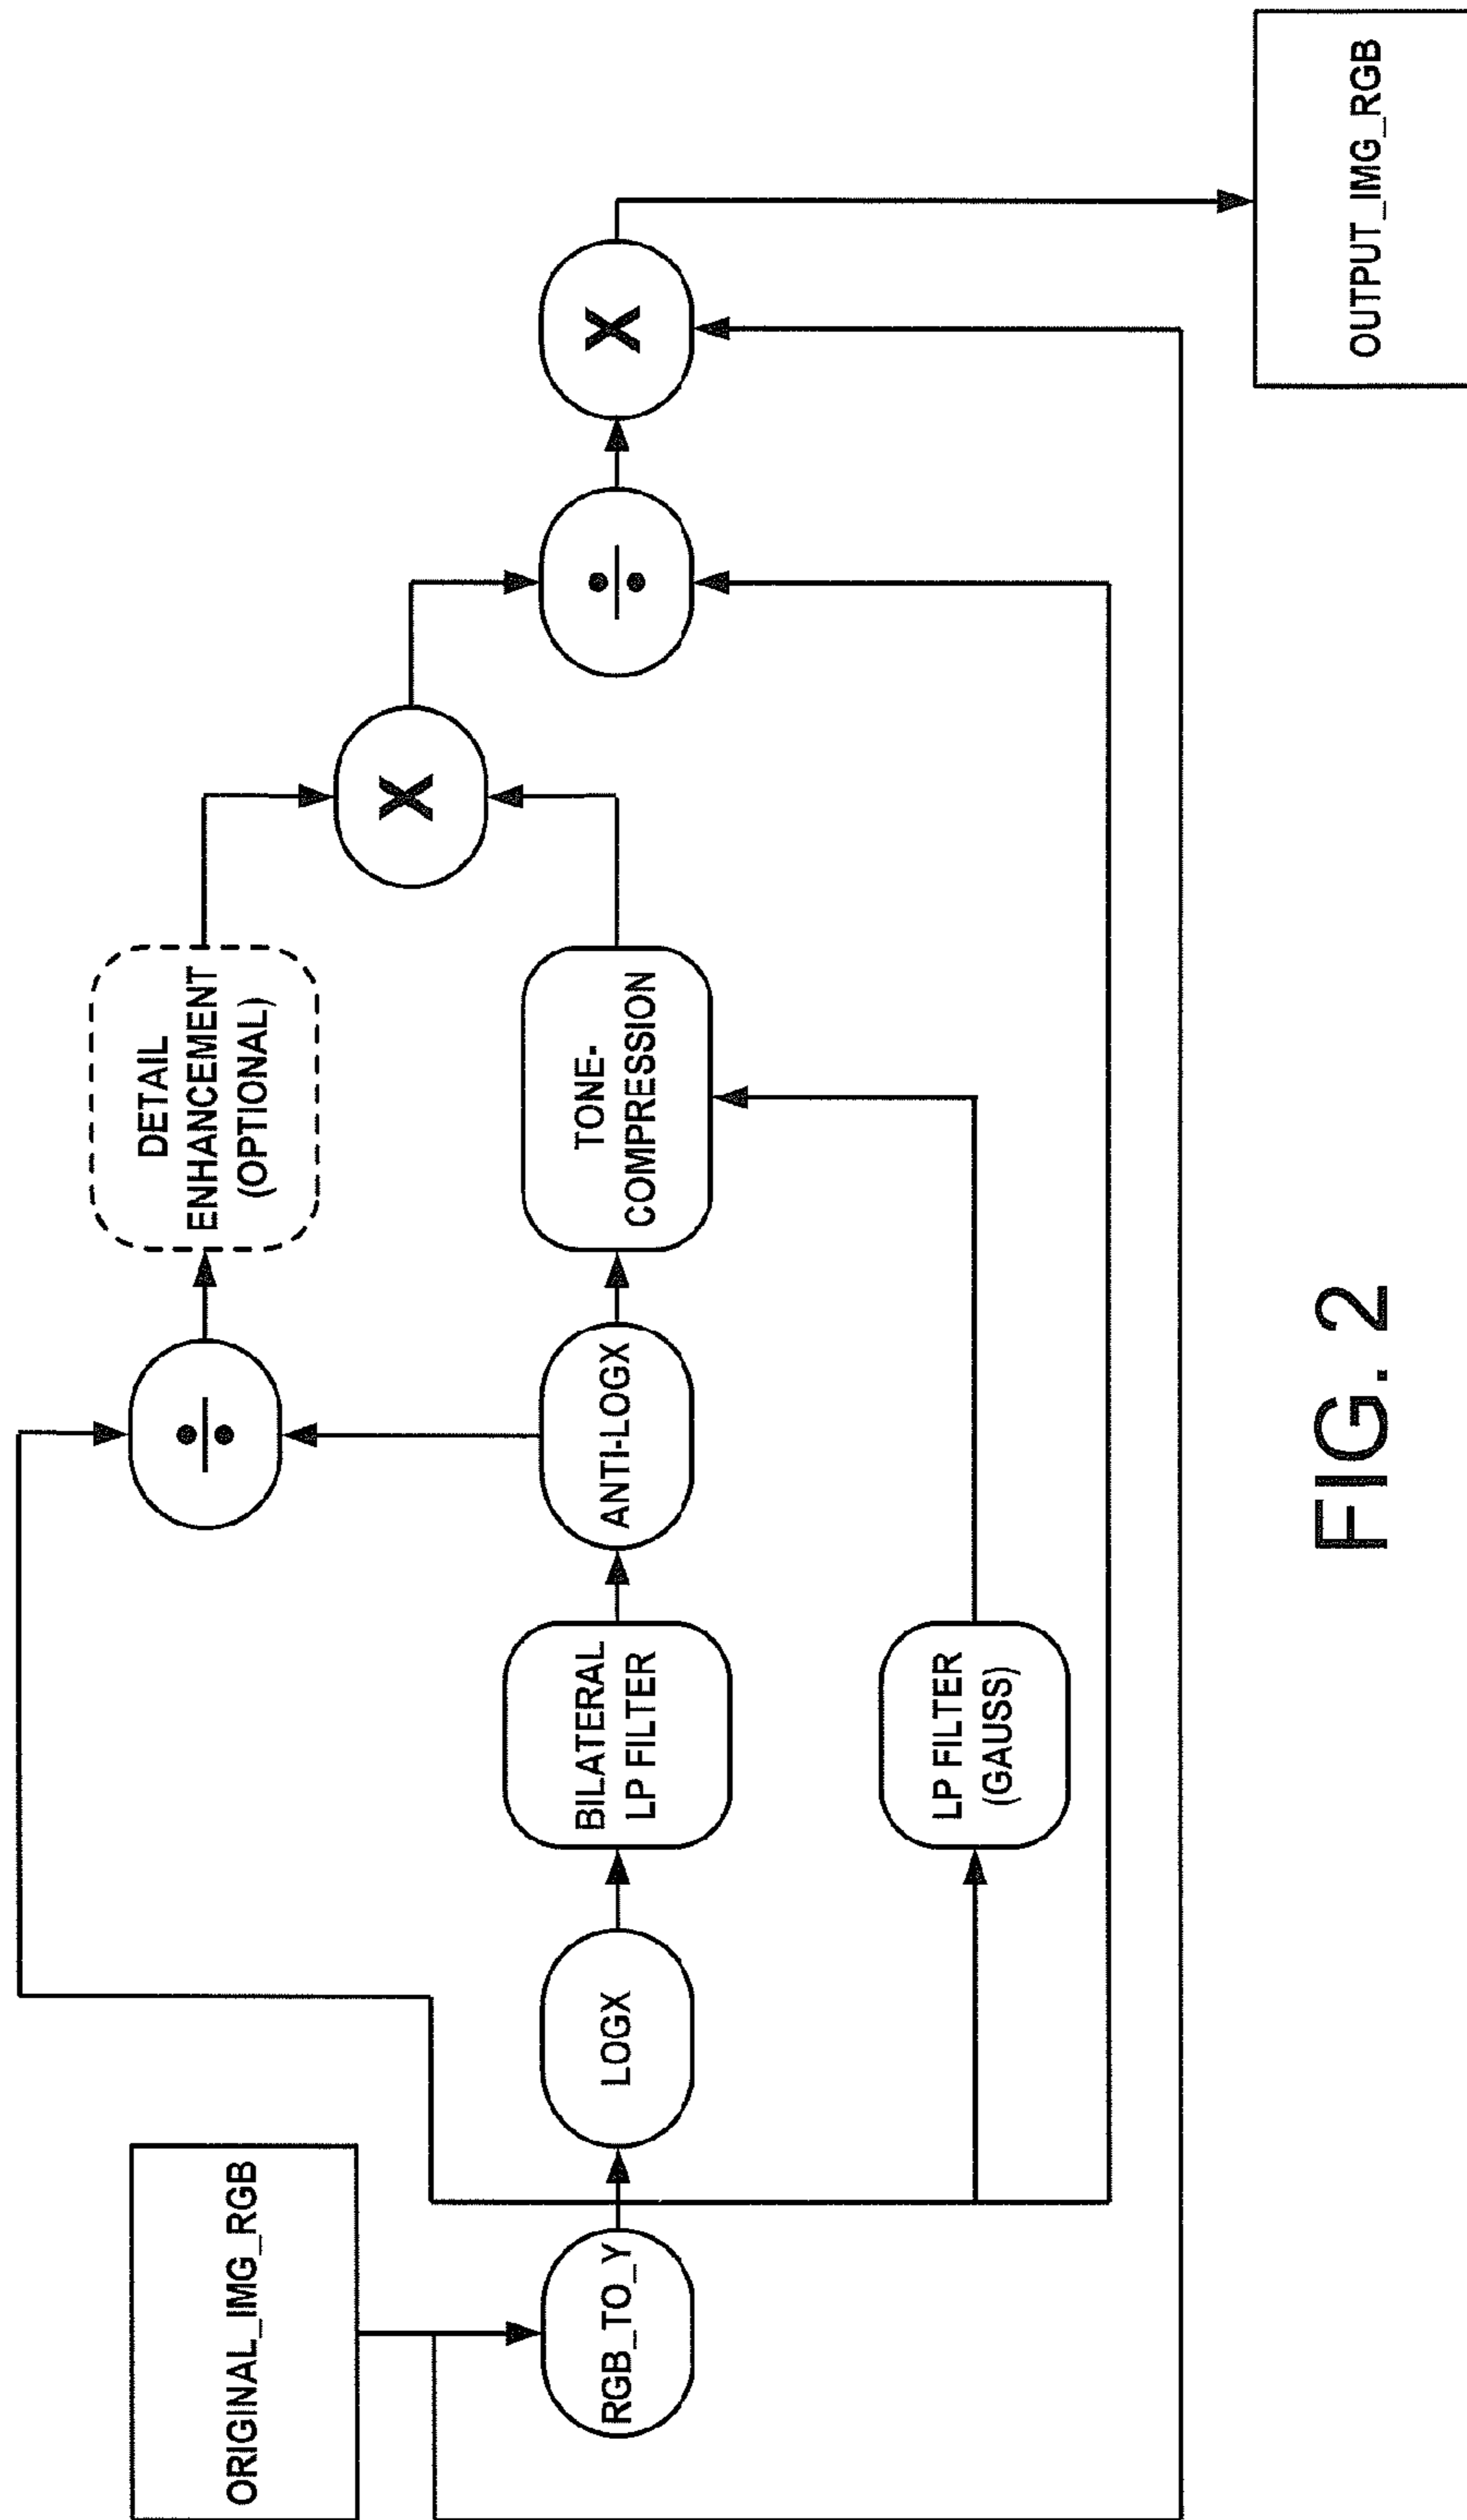 ORIGINAL_IMG_RGB
RGB_TO_Y
LOGX
BILATERAL
LP FILTER
LP FILTER
(GAUSS)
ANTI-LOGX
÷
DETAIL
ENHANCEMENT
(OPTIONAL)
TONE-
COMPRESSION
X
÷
X
OUTPUT_IMG_RGB
FIG. 2